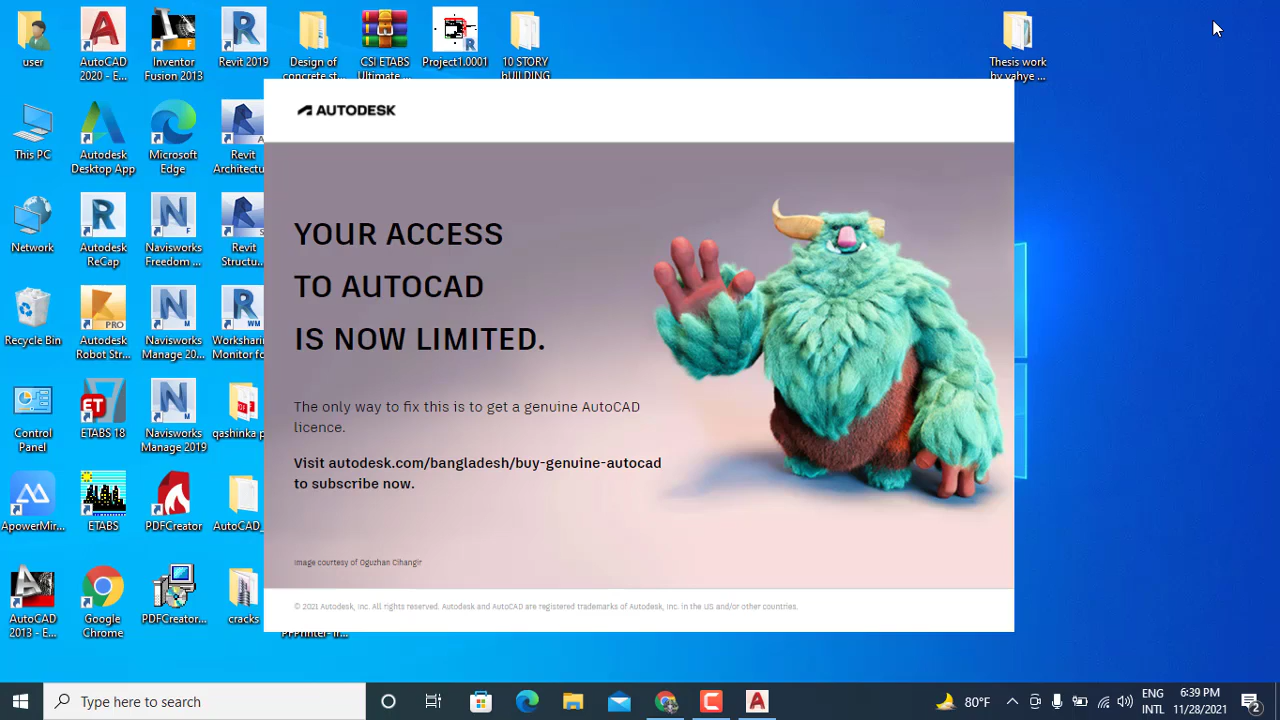 user
AutoCAD
2020 - E...
Inventor
Fusion 2013
Revit 2019
Design of
concrete st...
CSI ETABS
Ultimate ...
Project1.0001
10 STORY
bUILDING
Thesis work
by yahye ...
This PC
Autodesk
Desktop App
Microsoft
Edge
Revit
Architectu...
Network
Autodesk
ReCap
Navisworks
Freedom ...
Revit
Structu...
Recycle Bin
Autodesk
Robot Str...
Navisworks
Manage 20...
Worksharin
Monitor fo
Control
Panel
ETABS 18
Navisworks
Manage 2019
qashinka p
ApowerMir...
ETABS
PDFCreator
AutoCAD_
AutoCAD
2013 - E...
Google
Chrome
PDFCreator...
cracks
AUTODESK
YOUR ACCESS
TO AUTOCAD
IS NOW LIMITED.
The only way to fix this is to get a genuine AutoCAD
licence.
Visit autodesk.com/bangladesh/buy-genuine-autocad
to subscribe now.
Image courtesy of Oguzhan Cihangir
© 2021 Autodesk, Inc. All rights reserved. Autodesk and AutoCAD are registered trademarks of Autodesk, Inc. in the US and/or other countries.
Type here to search
80°F
ENG
INTL
6:39 PM
11/28/2021
2